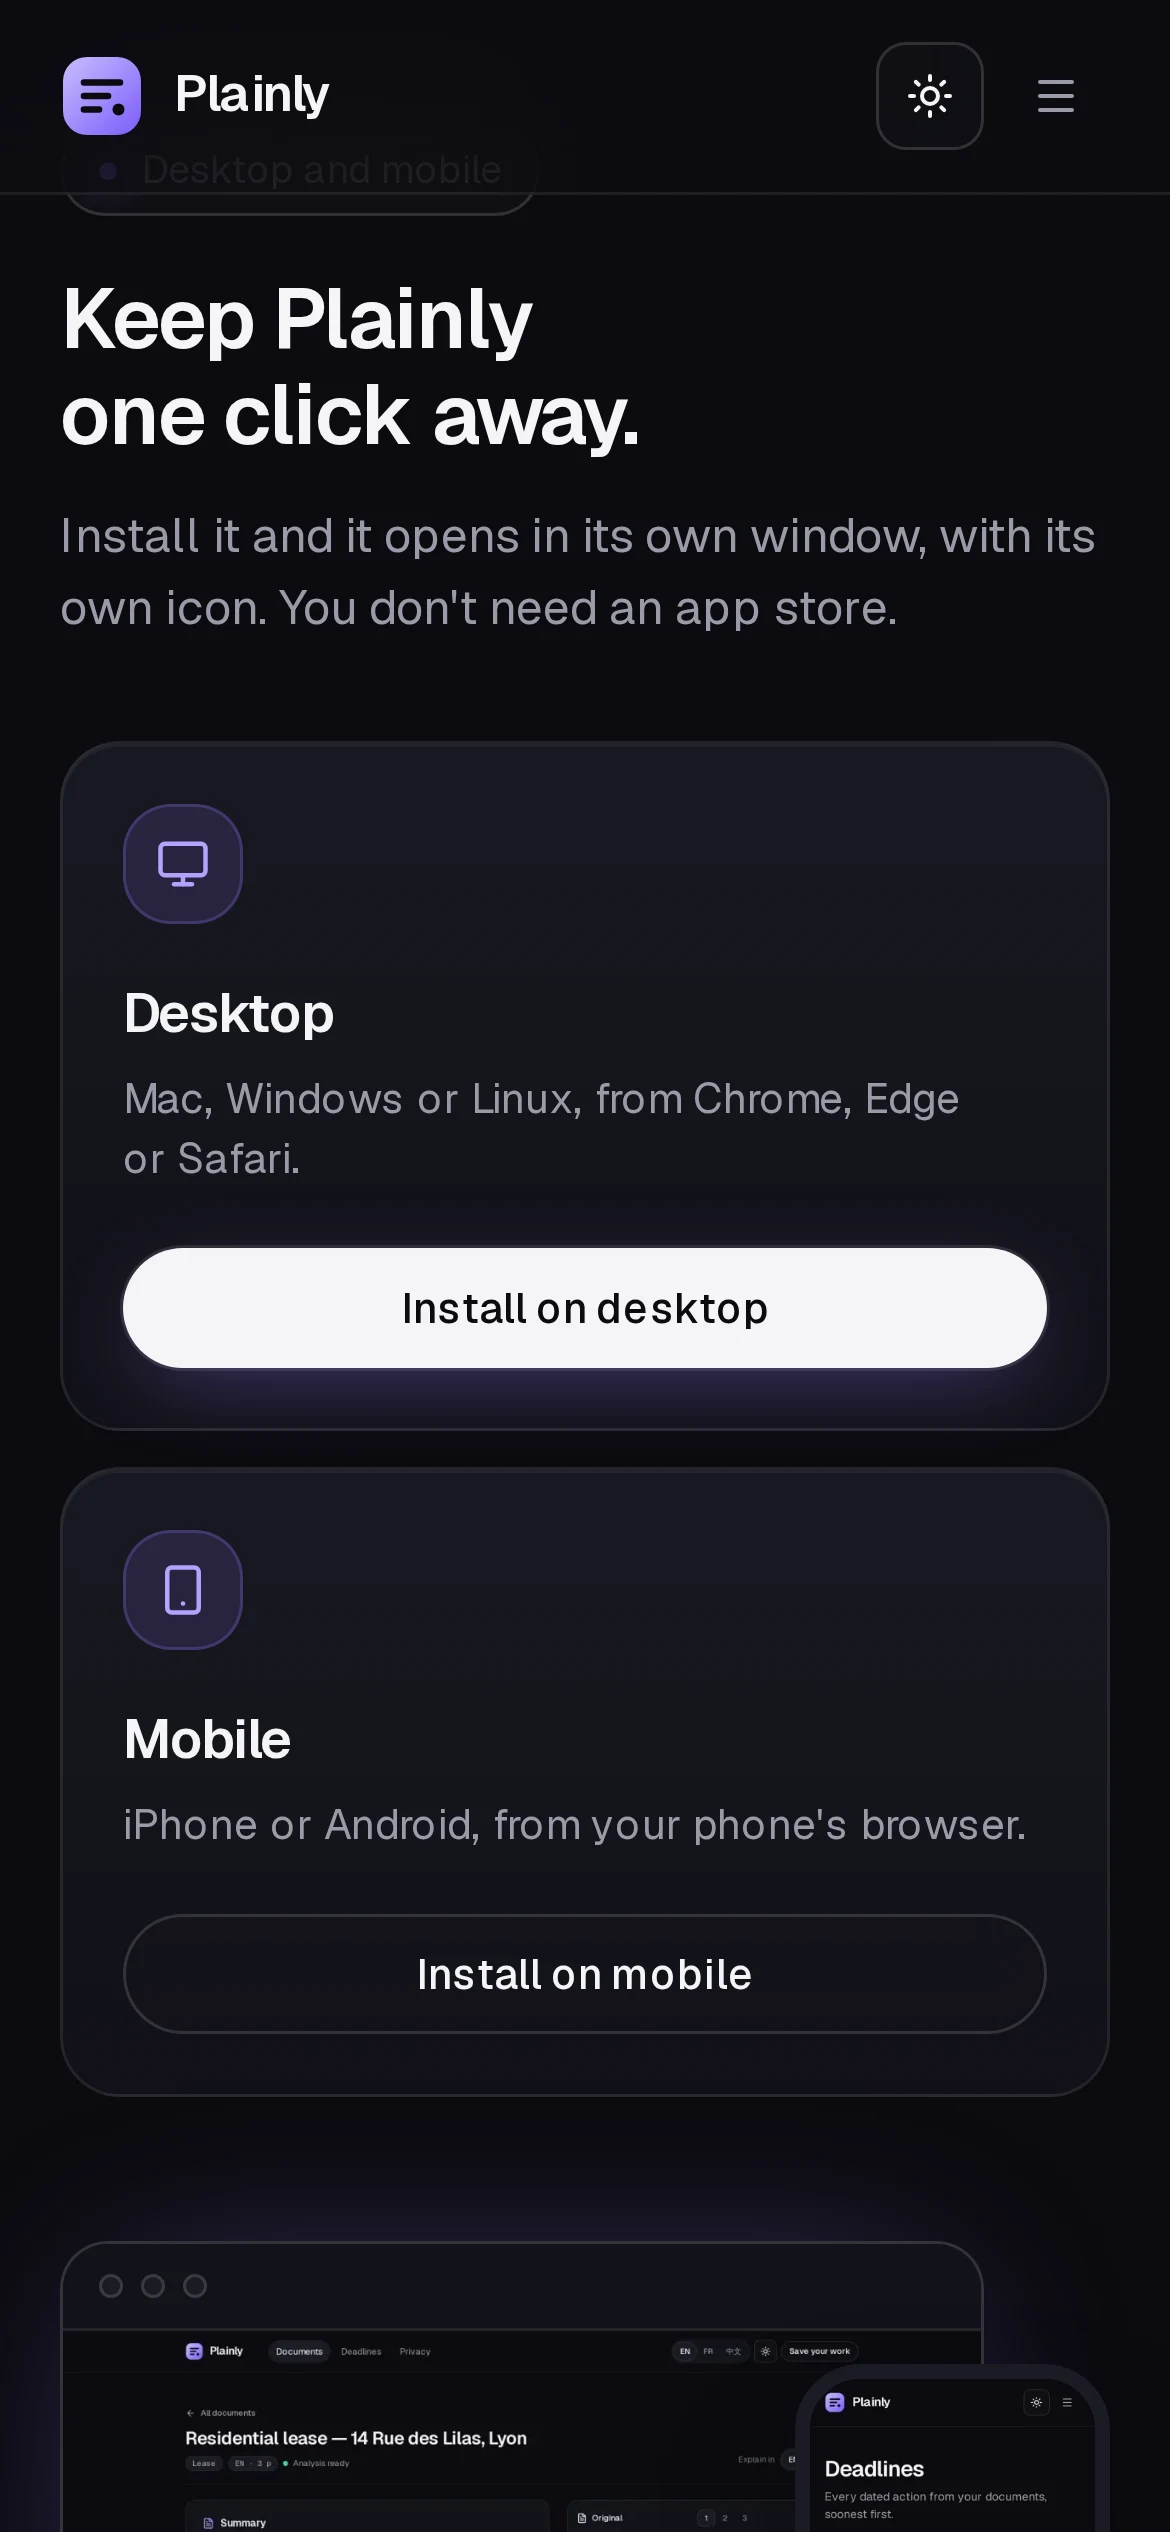 Plainly
Desktop and mobile
Keep Plainly
one click away.
Install it and it opens in its own window, with its
own icon. You don't need an app store.
Desktop
Mac, Windows or Linux, from Chrome, Edge
or Safari.
Install on desktop
Mobile
iPhone or Android, from your phone's browser.
Install on mobile
Plainly Documents Deadlines Privacy EN FR 中文 Save your work
All documents
Residential lease — 14 Rue des Lilas, Lyon
Lease EN · 3 p Analysis ready
Explain in
Summary
Original 1 2 3
Plainly
Deadlines
Every dated action from your documents,
soonest first.